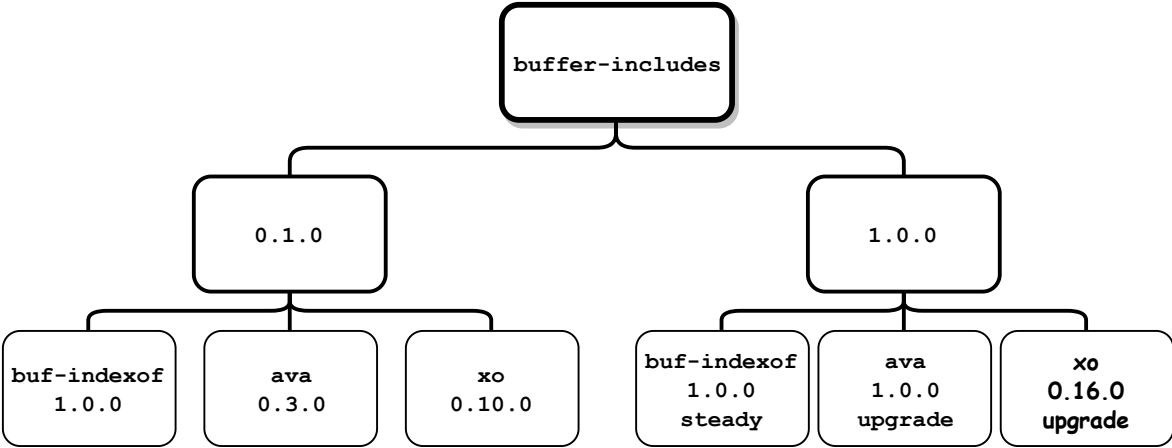 buffer-includes
0.1.0
1.0.0
buf-indexof
1.0.0
ava
0.3.0
xo
0.10.0
buf-indexof
1.0.0
steady
ava
1.0.0
upgrade
xo
0.16.0
upgrade